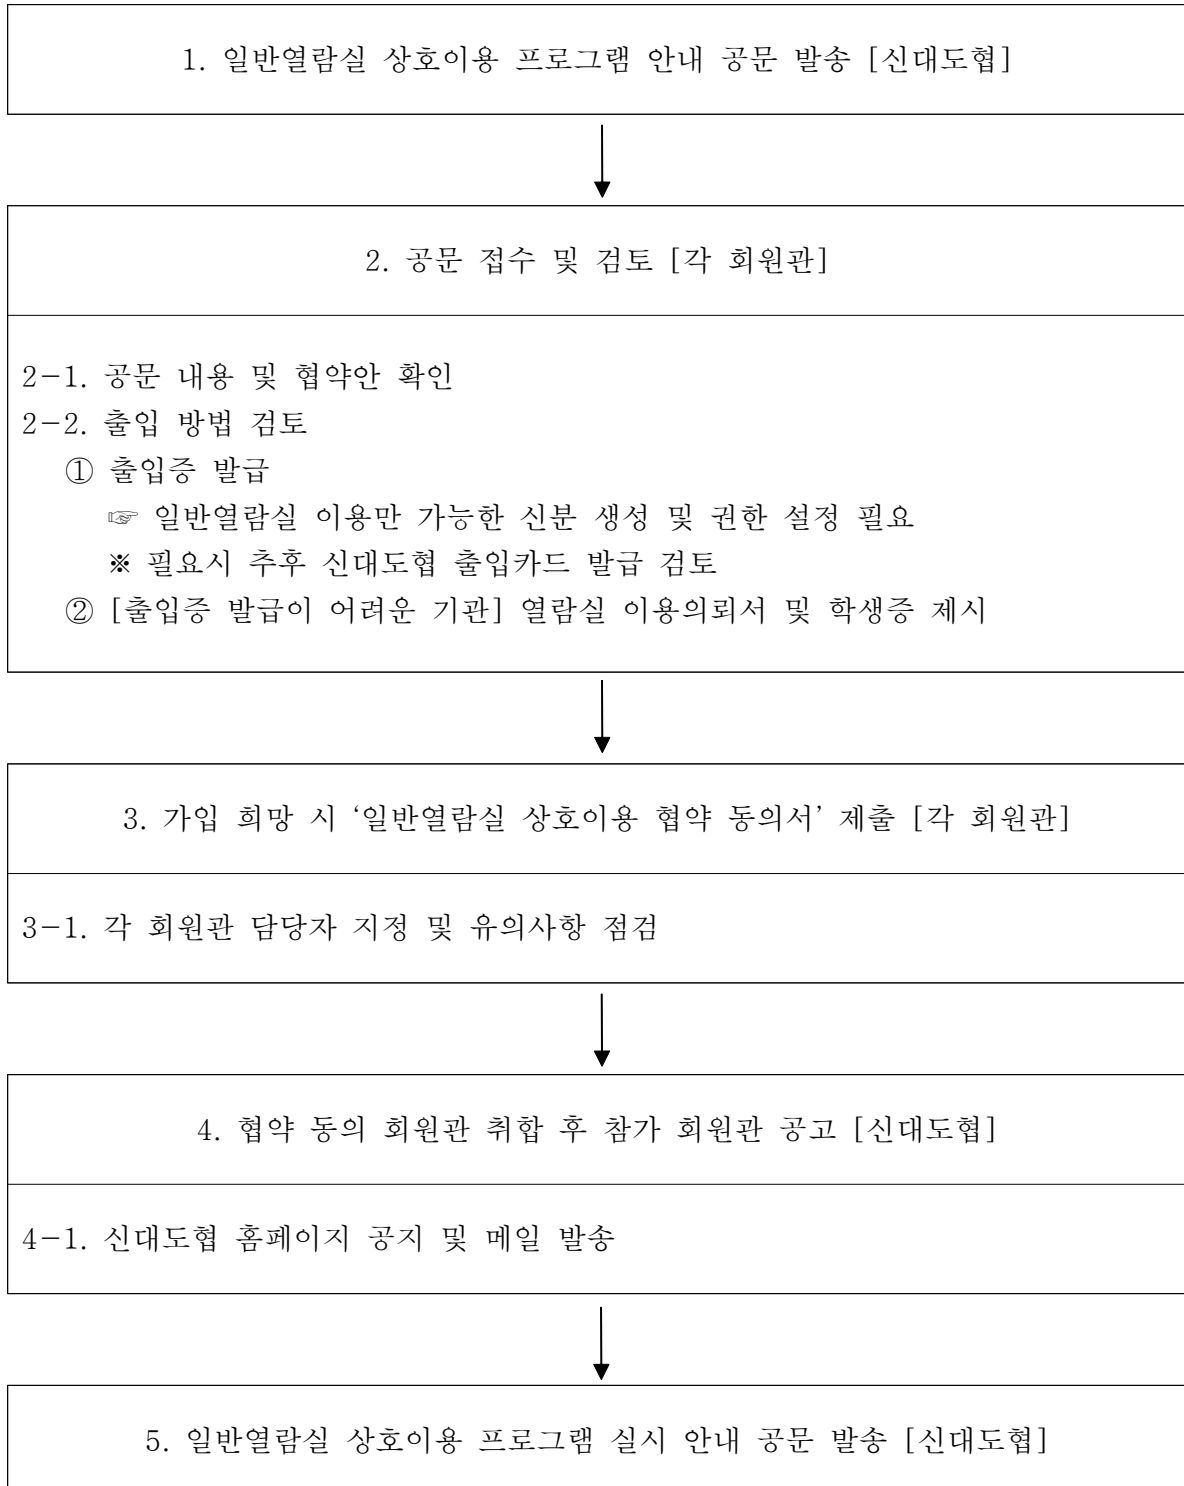 1. 일반열람실 상호이용 프로그램 안내 공문 발송 [신대도협]
2. 공문 접수 및 검토 [각 회원관]
2-1. 공문 내용 및 협약안 확인
2-2. 출입 방법 검토
① 출입증 발급
☞ 일반열람실 이용만 가능한 신분 생성 및 권한 설정 필요
※ 필요시 추후 신대도협 출입카드 발급 검토
② [출입증 발급이 어려운 기관] 열람실 이용의뢰서 및 학생증 제시
3. 가입 희망 시 ‘일반열람실 상호이용 협약 동의서’ 제출 [각 회원관]
3-1. 각 회원관 담당자 지정 및 유의사항 점검
4. 협약 동의 회원관 취합 후 참가 회원관 공고 [신대도협]
4-1. 신대도협 홈페이지 공지 및 메일 발송
5. 일반열람실 상호이용 프로그램 실시 안내 공문 발송 [신대도협]